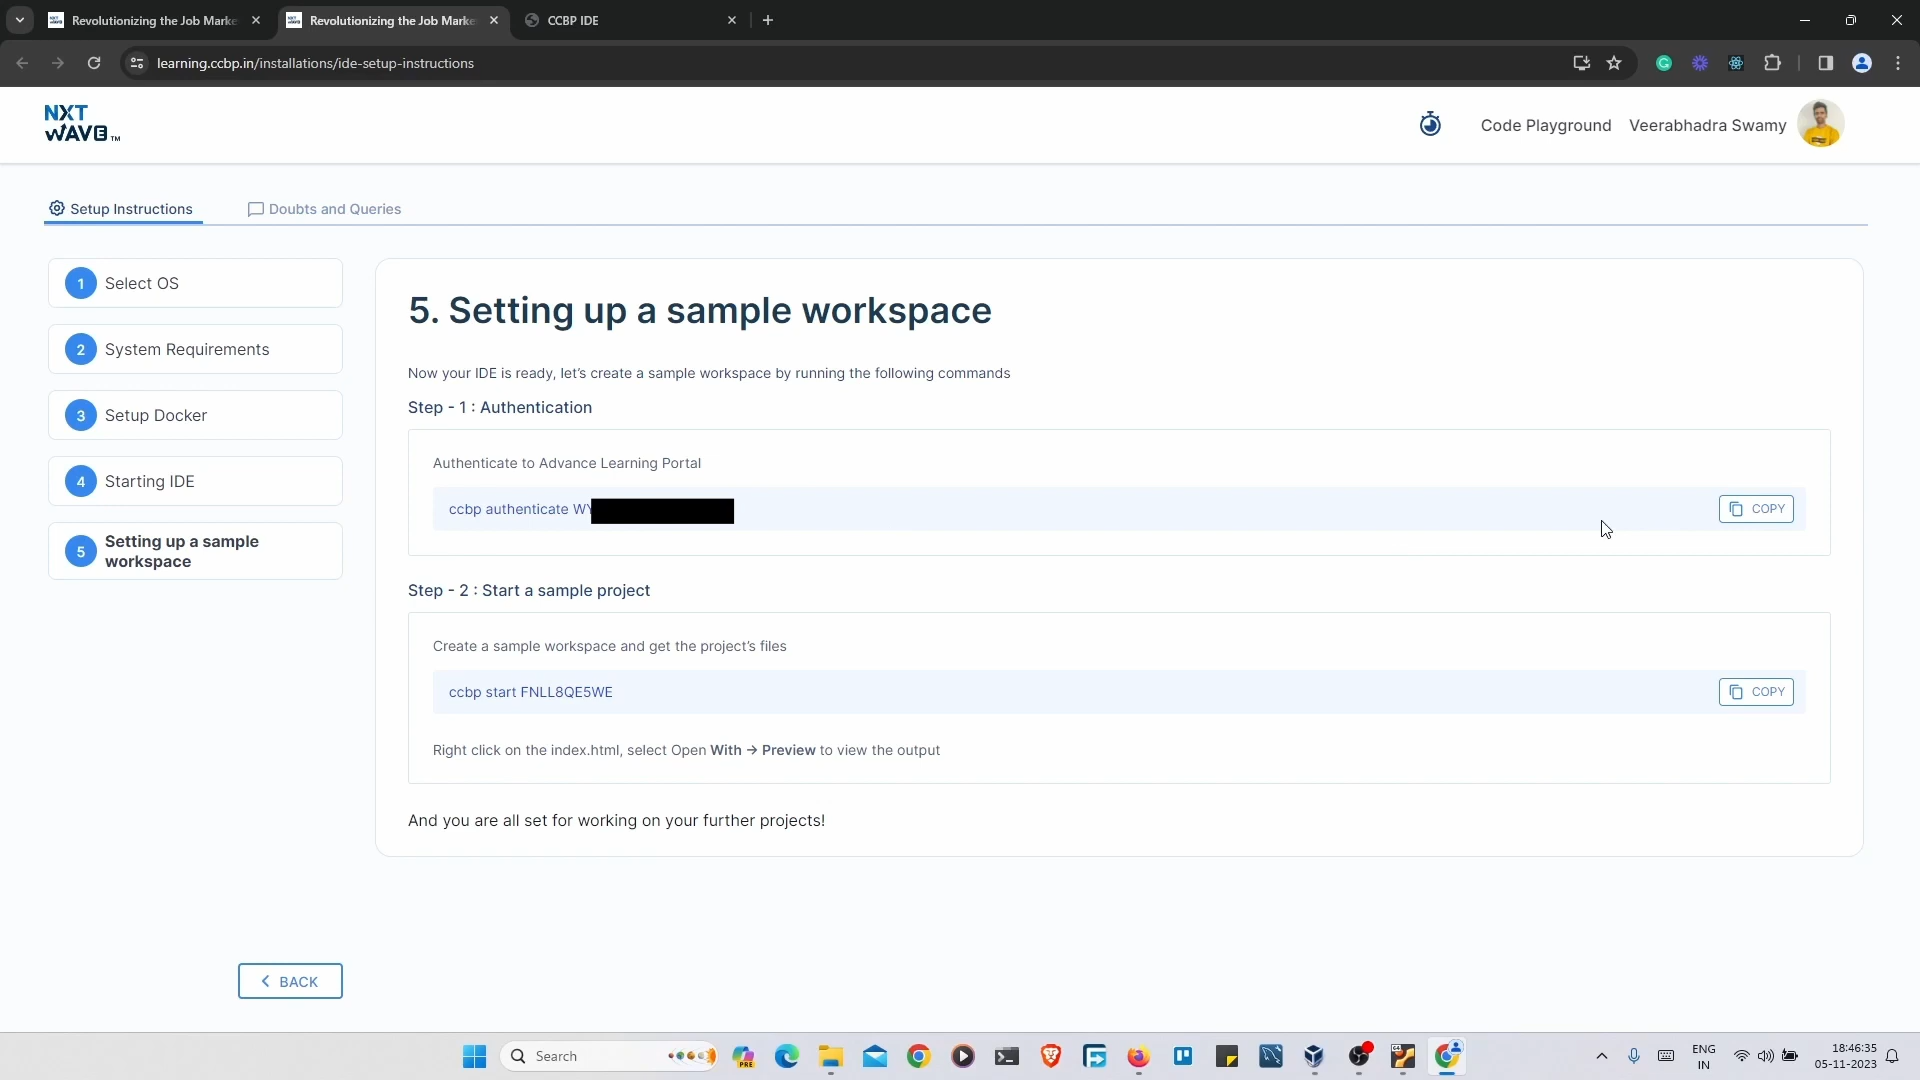 Revolutionizing the Job Marke
Revolutionizing the Job Marke
CCBP IDE
learning.ccbp.in/installations/ide-setup-instructions
NXT
WAVE™
Code Playground
Veerabhadra Swamy
Setup Instructions
Doubts and Queries
1 Select OS
2 System Requirements
3 Setup Docker
4 Starting IDE
5 Setting up a sample
workspace
5. Setting up a sample workspace
Now your IDE is ready, let's create a sample workspace by running the following commands
Step - 1 : Authentication
Authenticate to Advance Learning Portal
ccbp authenticate WY
COPY
Step - 2 : Start a sample project
Create a sample workspace and get the project's files
ccbp start FNLL8QE5WE
COPY
Right click on the index.html, select Open With → Preview to view the output
And you are all set for working on your further projects!
BACK
Search
PRE
ENG
IN
18:46:35
05-11-2023